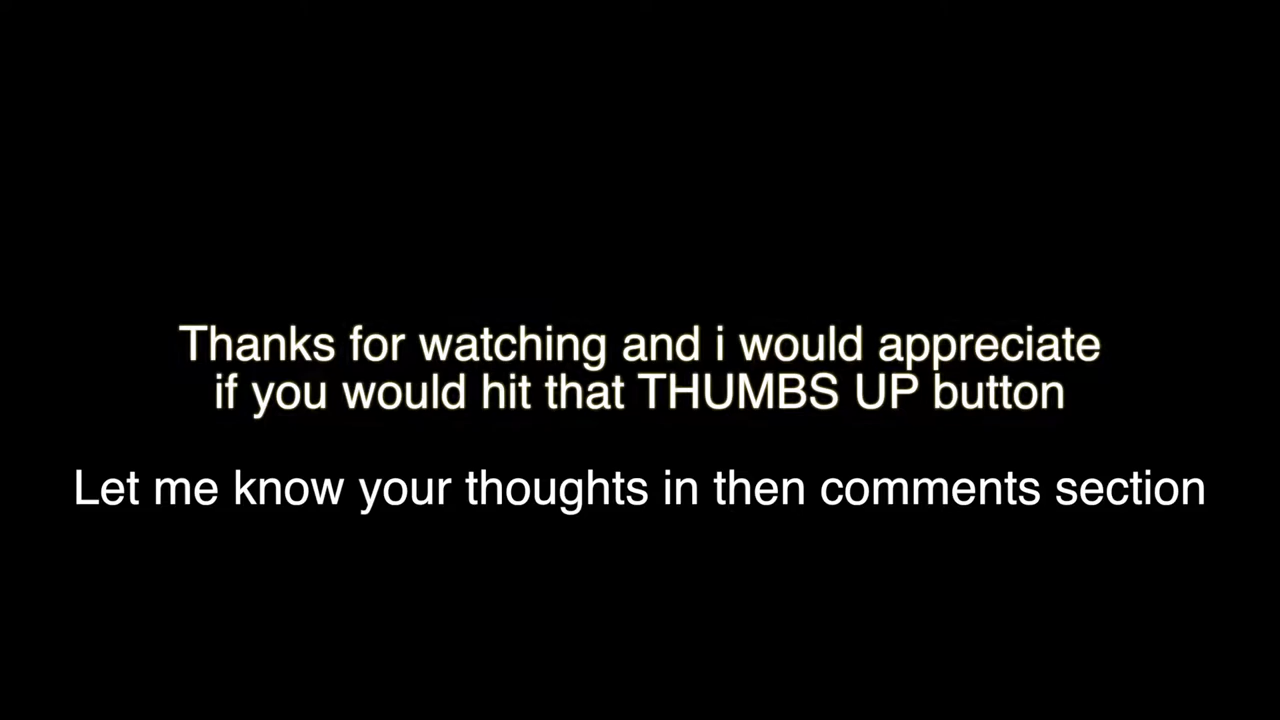 Thanks for watching and i would appreciate
if you would hit that THUMBS UP button
Let me know your thoughts in then comments section